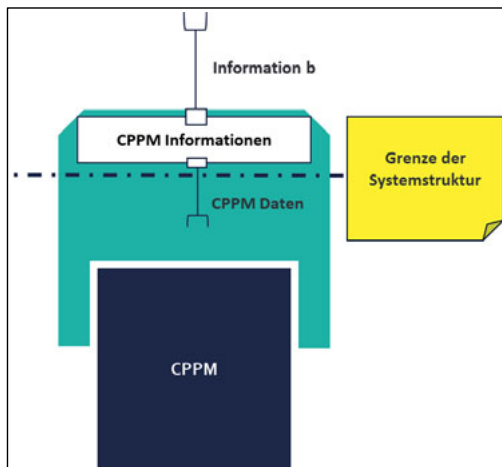 Information b
CPPM Informationen
Grenze der
Systemstruktur
CPPM Daten
CPPM